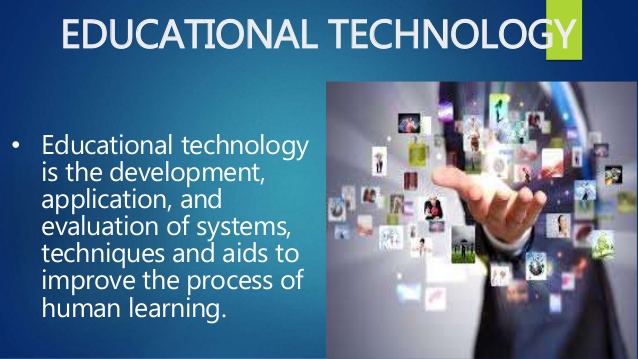 EDUCATIONAL TECHNOLOGY
• Educational technology
is the development,
application, and
evaluation of systems,
techniques and aids to
improve the process of
human learning.